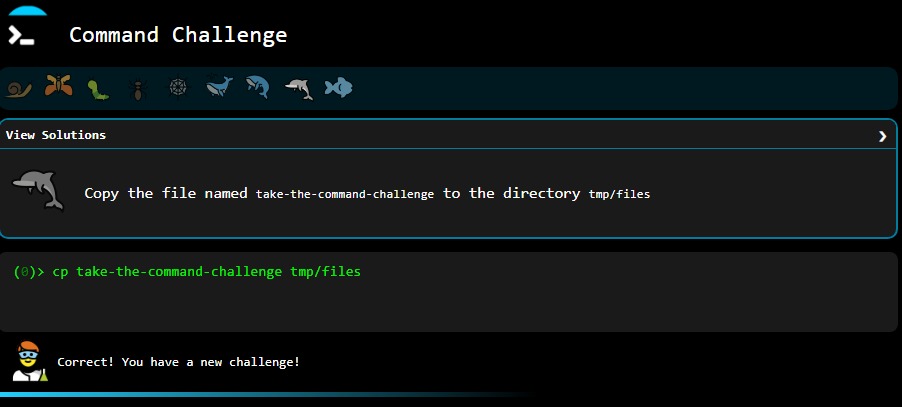 Command Challenge
View Solutions
Copy the file named take-the-command-challenge to the directory tmp/files
(0)> cp take-the-command-challenge tmp/files
Correct! You have a new challenge!